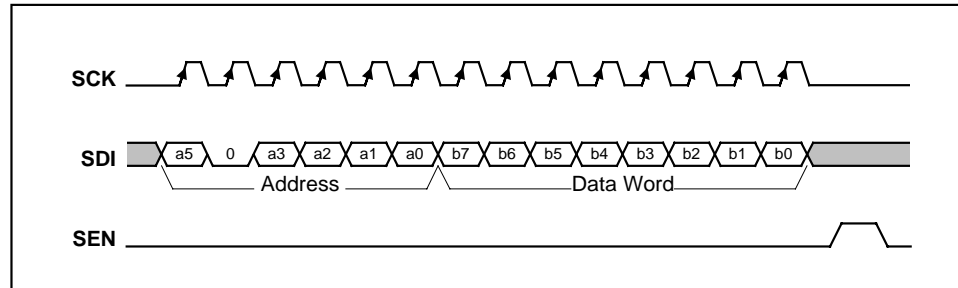 SCK
SDI a5 0 a3 a2 a1 a0 b7 b6 b5 b4 b3 b2 b1 b0
Address Data Word
SEN